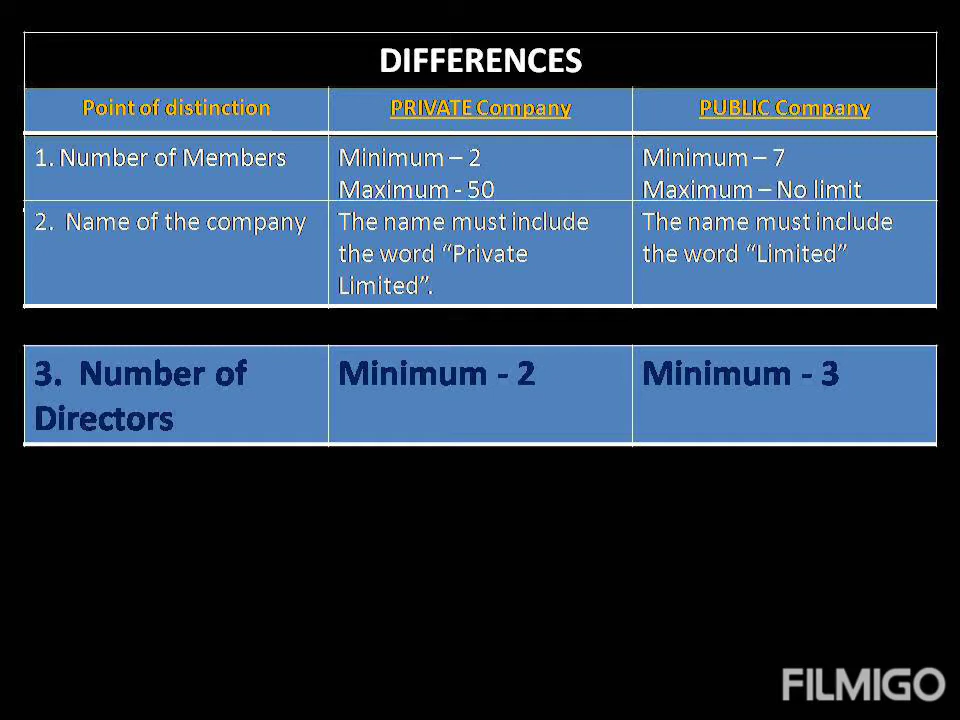 DIFFERENCES
Point of distinction PRIVATE Company PUBLIC Company
1. Number of Members Minimum – 2 Minimum – 7
Maximum - 50 Maximum – No limit
2. Name of the company The name must include The name must include
the word “Private the word “Limited”
Limited”.
3. Number of Minimum - 2 Minimum - 3
Directors
FILMIGO